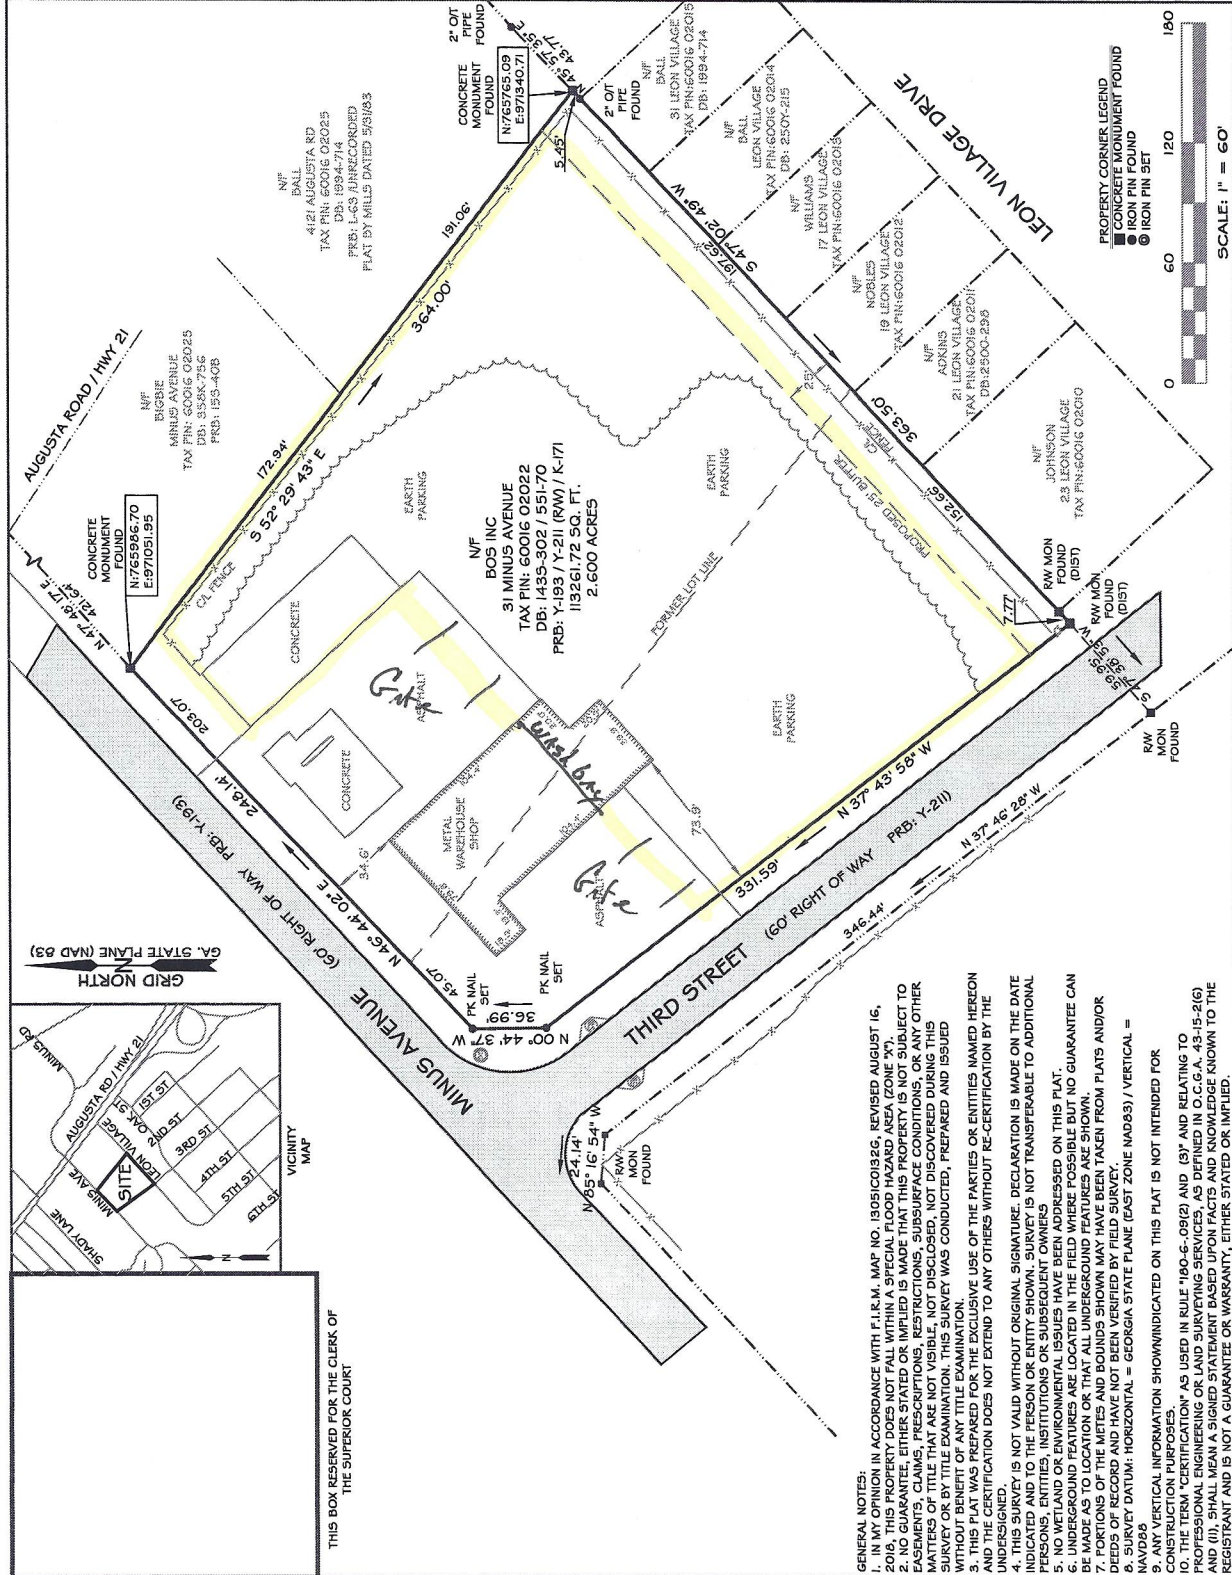 THIS BOX RESERVED FOR THE CLERK OF
THE SUPERIOR COURT
MINUS RD
AUGUSTA RD / HWY 21
OAK ST
1ST ST
2ND ST
3RD ST
4TH ST
5TH ST
6TH ST
LEON VILLAGE
MINIS AVE
SITE
SHADY LANE
N
VICINITY
MAP
GRID NORTH
N
GA. STATE PLANE (NAD 83)
AUGUSTA ROAD / HWY 21
N 47° 46' 17" E
421.64'
CONCRETE
MONUMENT
FOUND
N:765986.70
E:971051.95
N/F
BIGBIE
MINUS AVENUE
TAX PIN: 60016 02025
DB: 358K-756
PRB: 15S-40B
N/F
BALL
4121 AUGUSTA RD
TAX PIN: 60016 02025
DB: 1994-714
PRB: L-63 /UNRECORDED
PLAT BY MILLS DATED 5/31/83
CONCRETE
MONUMENT
FOUND
N:765765.09
E:971340.71
2" O/T
PIPE
FOUND
N 45° 57' 35" E
43.77'
2" O/T
PIPE
FOUND
5.45'
172.94'
S 52° 29' 43" E
364.00'
191.06'
C/L FENCE
203.07'
248.14'
N 46° 44' 02" E
45.07'
MINUS AVENUE
(60' RIGHT OF WAY PRB: Y-193)
PK NAIL
SET
36.99'
N 00° 44' 37" W
PK NAIL
SET
CONCRETE
CONCRETE
EARTH
PARKING
N/F
BOS INC
31 MINUS AVENUE
TAX PIN: 60016 02022
DB: 1435-302 / 551-70
PRB: Y-193 / Y-211 (R/W) / K-171
113261.72 SQ. FT.
2.600 ACRES
EARTH
PARKING
FORMER LOT LINE
Gate
ASPHALT
wash bay
METAL
WAREHOUSE
SHOP
34.6'
73.9'
Gate
ASPHALT
EARTH
PARKING
PROPOSED 25' BUFFER
C/L
FENCE
25'
S 47° 02' 49" W
197.62'
363.50'
152.66'
N/F
BALL
31 LEON VILLAGE
TAX PIN:60016 02015
DB: 1994-714
N/F
BALL
LEON VILLAGE
TAX PIN:60016 02014
DB: 250Y-215
N/F
WILLIAMS
17 LEON VILLAGE
TAX PIN:60016 02013
N/F
NOBLES
19 LEON VILLAGE
TAX PIN:60016 02012
N/F
ADKINS
21 LEON VILLAGE
TAX PIN:60016 02011
DB:250O-298
N/F
JOHNSON
23 LEON VILLAGE
TAX PIN:60016 02010
LEON VILLAGE DRIVE
7.77'
R/W MON
FOUND
(DIST)
R/W MON
FOUND
(DIST)
59.95'
R/W
MON
FOUND
N 37° 43' 58" W
331.59'
THIRD STREET (60' RIGHT OF WAY PRB: Y-211)
N 37° 46' 28" W
346.44'
24.14'
N 85° 16' 54" W
R/W
MON
FOUND
PROPERTY CORNER LEGEND
CONCRETE MONUMENT FOUND
IRON PIN FOUND
IRON PIN SET
0 60 120 180
SCALE: 1" = 60'
GENERAL NOTES:
1. IN MY OPINION IN ACCORDANCE WITH F.I.R.M. MAP NO. 13051C0132G, REVISED AUGUST 16,
2018, THIS PROPERTY DOES NOT FALL WITHIN A SPECIAL FLOOD HAZARD AREA (ZONE "X").
2. NO GUARANTEE, EITHER STATED OR IMPLIED IS MADE THAT THIS PROPERTY IS NOT SUBJECT TO
EASEMENTS, CLAIMS, PRESCRIPTIONS, RESTRICTIONS, SUBSURFACE CONDITIONS, OR ANY OTHER
MATTERS OF TITLE THAT ARE NOT VISIBLE, NOT DISCLOSED, NOT DISCOVERED DURING THIS
SURVEY OR BY TITLE EXAMINATION. THIS SURVEY WAS CONDUCTED, PREPARED AND ISSUED
WITHOUT BENEFIT OF ANY TITLE EXAMINATION.
3. THIS PLAT WAS PREPARED FOR THE EXCLUSIVE USE OF THE PARTIES OR ENTITIES NAMED HEREON
AND THE CERTIFICATION DOES NOT EXTEND TO ANY OTHERS WITHOUT RE-CERTIFICATION BY THE
UNDERSIGNED.
4. THIS SURVEY IS NOT VALID WITHOUT ORIGINAL SIGNATURE. DECLARATION IS MADE ON THE DATE
INDICATED AND TO THE PERSON OR ENTITY SHOWN. SURVEY IS NOT TRANSFERABLE TO ADDITIONAL
PERSONS, ENTITIES, INSTITUTIONS OR SUBSEQUENT OWNERS
5. NO WETLAND OR ENVIRONMENTAL ISSUES HAVE BEEN ADDRESSED ON THIS PLAT.
6. UNDERGROUND FEATURES ARE LOCATED IN THE FIELD WHERE POSSIBLE BUT NO GUARANTEE CAN
BE MADE AS TO LOCATION OR THAT ALL UNDERGROUND FEATURES ARE SHOWN.
7. PORTIONS OF THE METES AND BOUNDS SHOWN MAY HAVE BEEN TAKEN FROM PLATS AND/OR
DEEDS OF RECORD AND HAVE NOT BEEN VERIFIED BY FIELD SURVEY.
8. SURVEY DATUM: HORIZONTAL = GEORGIA STATE PLANE (EAST ZONE NAD83) / VERTICAL =
NAVD88
9. ANY VERTICAL INFORMATION SHOWN/INDICATED ON THIS PLAT IS NOT INTENDED FOR
CONSTRUCTION PURPOSES.
10. THE TERM "CERTIFICATION" AS USED IN RULE "180-6-.09(2) AND (3)" AND RELATING TO
PROFESSIONAL ENGINEERING OR LAND SURVEYING SERVICES, AS DEFINED IN O.C.G.A. 43-15-2(6)
AND (11), SHALL MEAN A SIGNED STATEMENT BASED UPON FACTS AND KNOWLEDGE KNOWN TO THE
REGISTRANT AND IS NOT A GUARANTEE OR WARRANTY, EITHER STATED OR IMPLIED.